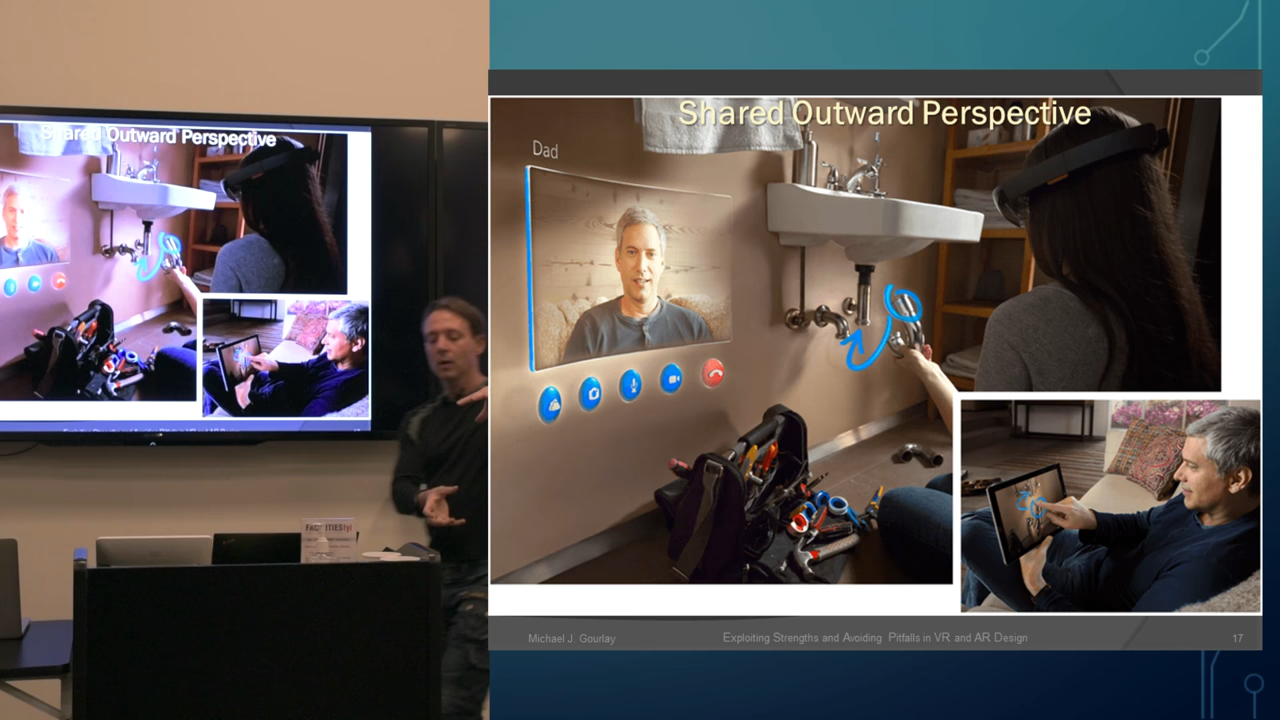 Shared Outward Perspective
Shared Outward Perspective
Dad
FACILITIES
Michael J. Gourlay
Exploiting Strengths and Avoiding Pitfalls in VR and AR Design
17